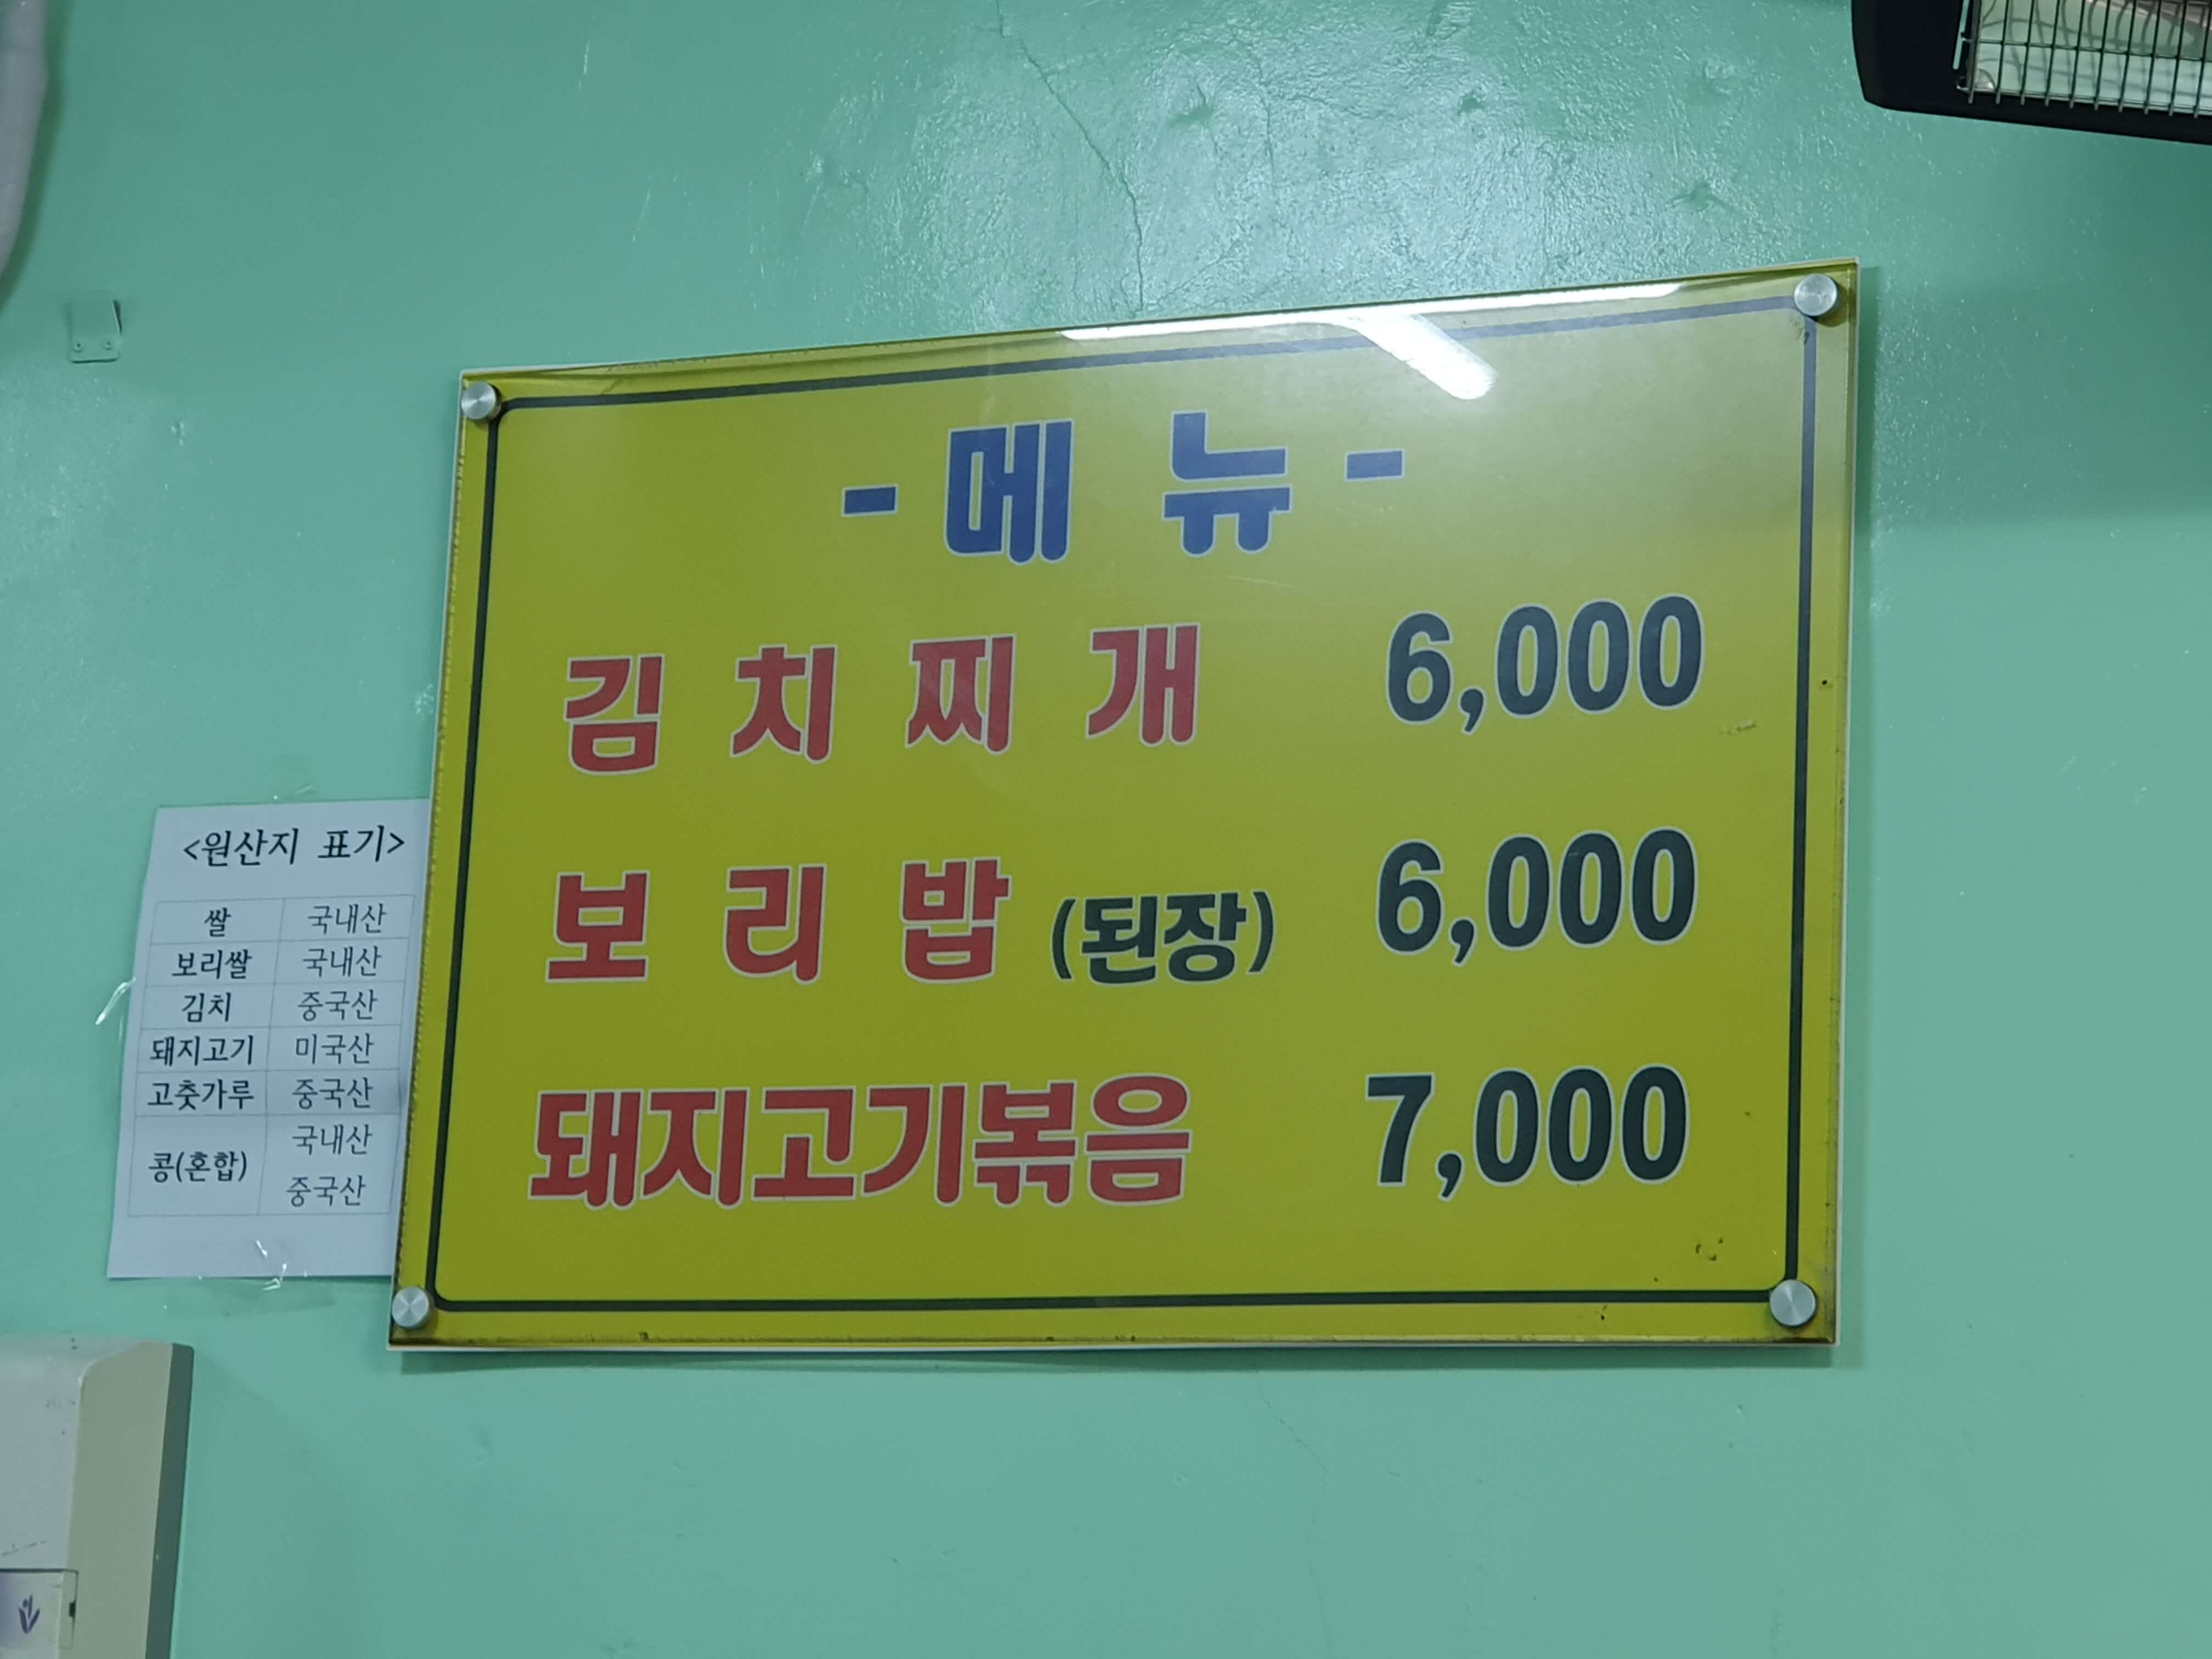 - 메 뉴 -
김 치 찌 개 6,000
보 리 밥 (된장) 6,000
돼지고기볶음 7,000
<원산지 표기>
쌀 국내산
보리쌀 국내산
김치 중국산
돼지고기 미국산
고춧가루 중국산
콩(혼합) 국내산
중국산